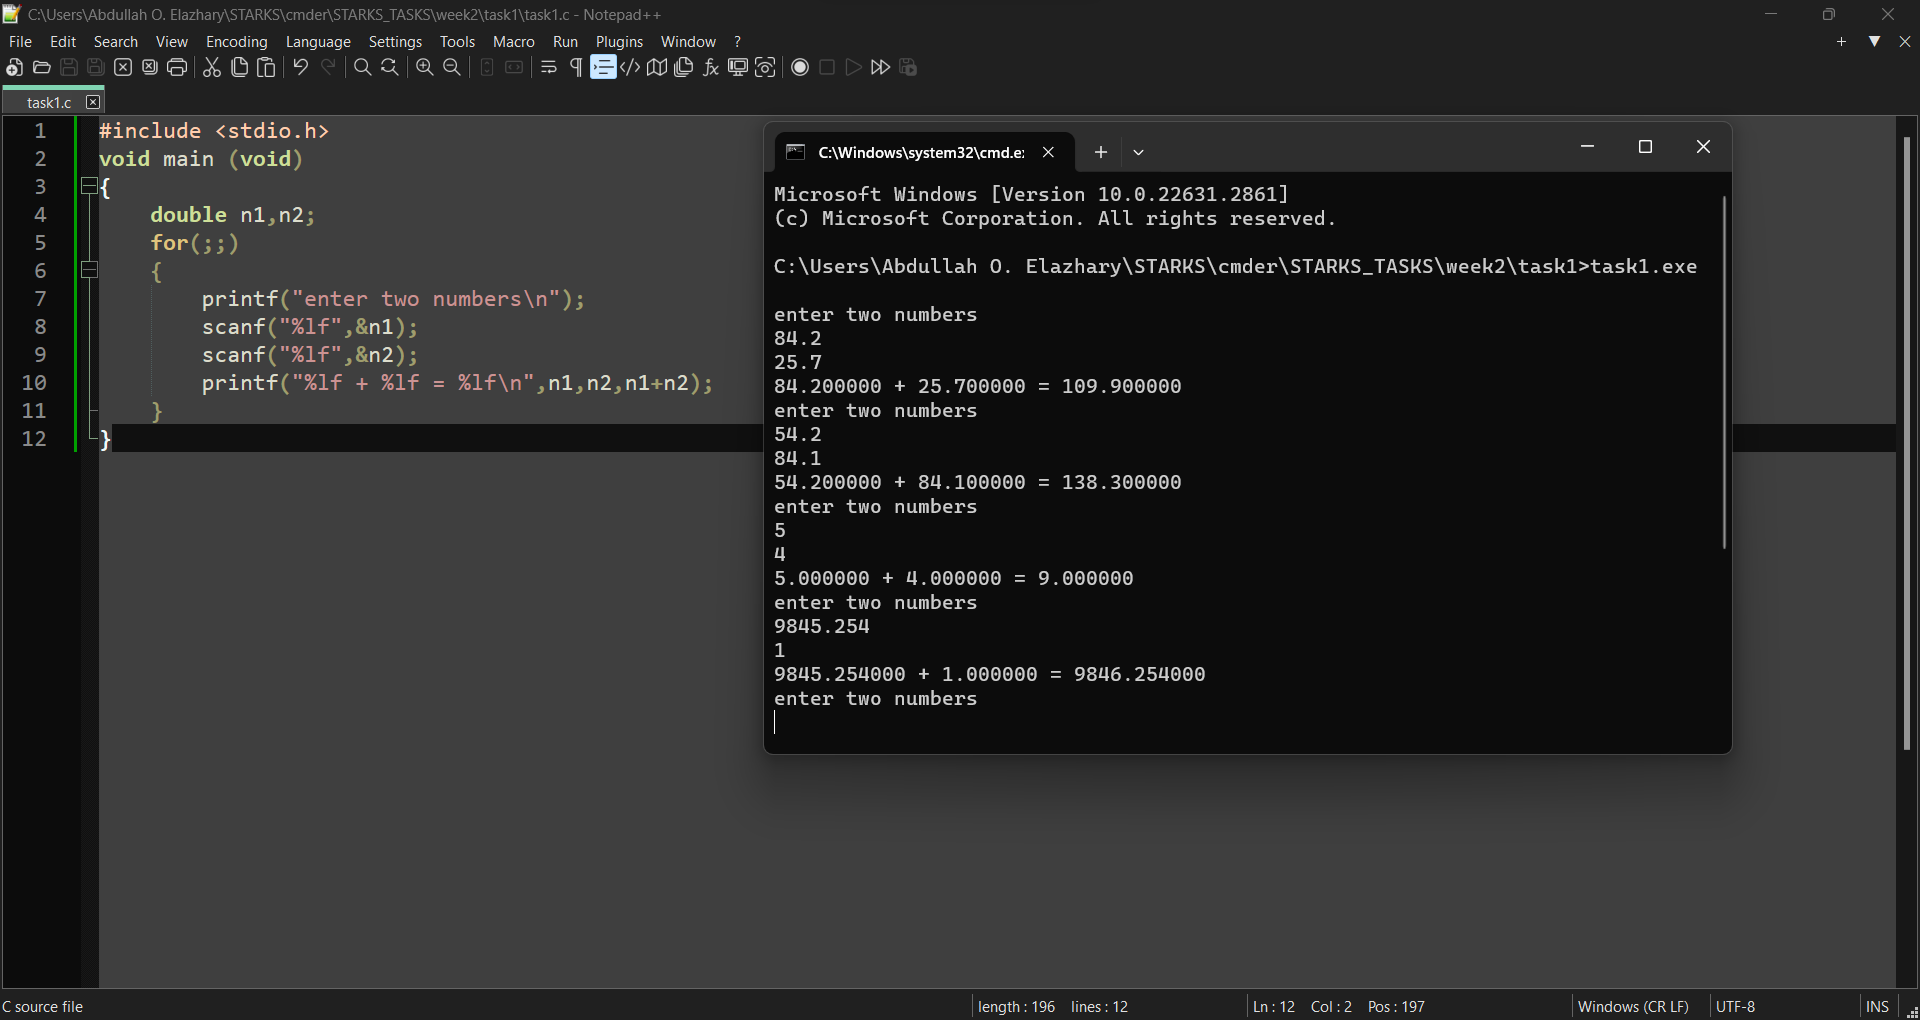 C:\Users\Abdullah O. Elazhary\STARKS\cmder\STARKS_TASKS\week2\task1\task1.c - Notepad++
File Edit Search View Encoding Language Settings Tools Macro Run Plugins Window ?
task1.c
1 #include <stdio.h>
2 void main (void)
3 {
4 double n1,n2;
5 for(;;)
6 {
7 printf("enter two numbers\n");
8 scanf("%lf",&n1);
9 scanf("%lf",&n2);
10 printf("%lf + %lf = %lf\n",n1,n2,n1+n2);
11 }
12 }
C:\Windows\system32\cmd.e
Microsoft Windows [Version 10.0.22631.2861]
(c) Microsoft Corporation. All rights reserved.
C:\Users\Abdullah O. Elazhary\STARKS\cmder\STARKS_TASKS\week2\task1>task1.exe
enter two numbers
84.2
25.7
84.200000 + 25.700000 = 109.900000
enter two numbers
54.2
84.1
54.200000 + 84.100000 = 138.300000
enter two numbers
5
4
5.000000 + 4.000000 = 9.000000
enter two numbers
9845.254
1
9845.254000 + 1.000000 = 9846.254000
enter two numbers
C source file length : 196 lines : 12 Ln : 12 Col : 2 Pos : 197 Windows (CR LF) UTF-8 INS